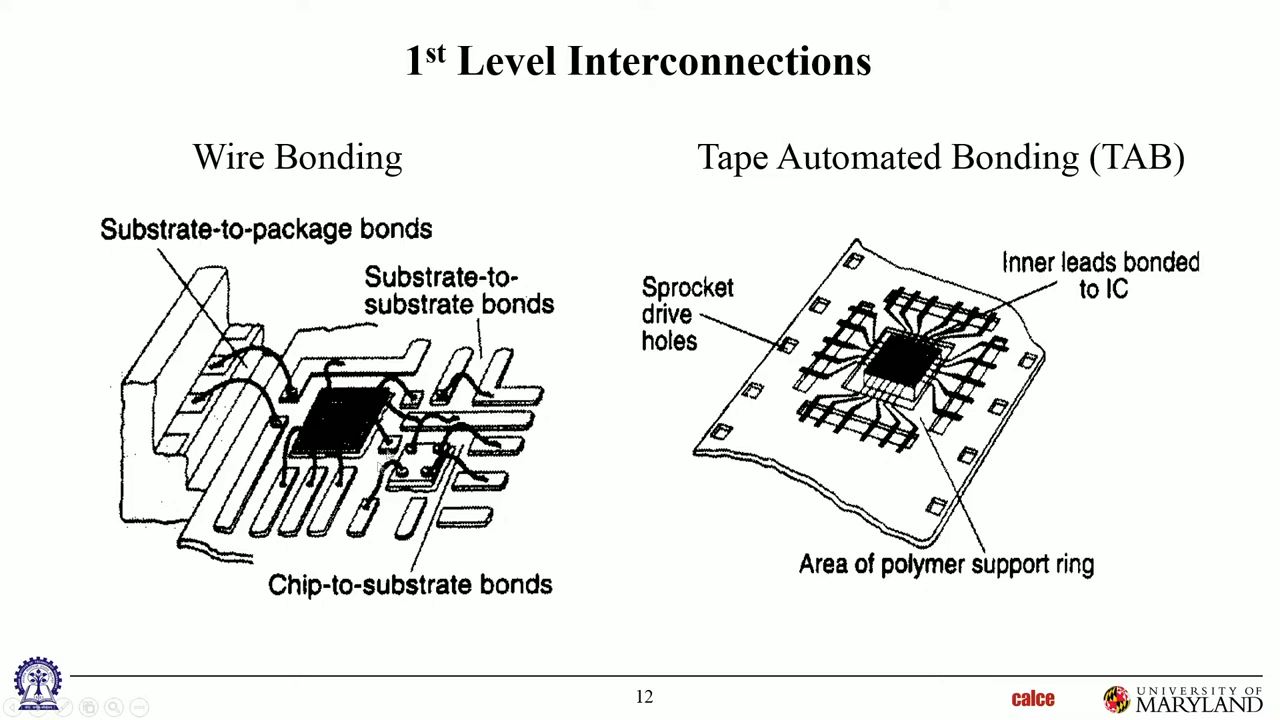 1st Level Interconnections
Wire Bonding
Substrate-to-package bonds
Substrate-to-
substrate bonds
Chip-to-substrate bonds
Tape Automated Bonding (TAB)
Sprocket
drive
holes
Inner leads bonded
to IC
Area of polymer support ring
12
calce
UNIVERSITY OF
MARYLAND